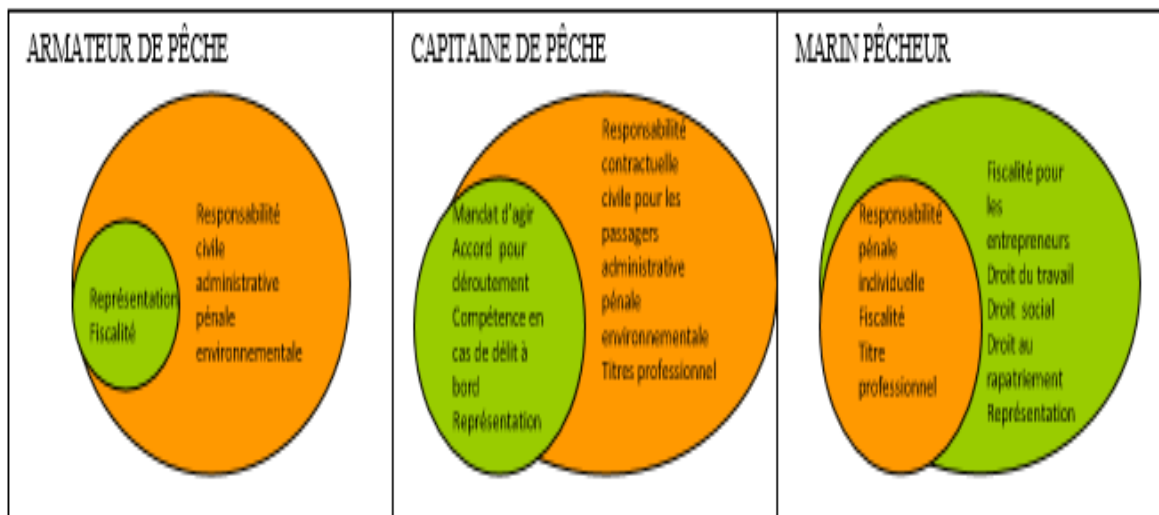 ARMATEUR DE PÊCHE
Représentation
Fiscalité
Responsabilité
civile
administrative
pénale
environnementale
CAPITAINE DE PÊCHE
Mandat d'agir
Accord pour
déroutement
Compétence en
cas de délit à
bord
Représentation
Responsabilité
contractuelle
civile pour les
passagers
administrative
pénale
environnementale
Titres professionnel
MARIN PÊCHEUR
Responsabilité
pénale
individuelle
Fiscalité
Titre
professionnel
Fiscalité pour
les
entrepreneurs
Droit du travail
Droit social
Droit au
rapatriement
Représentation